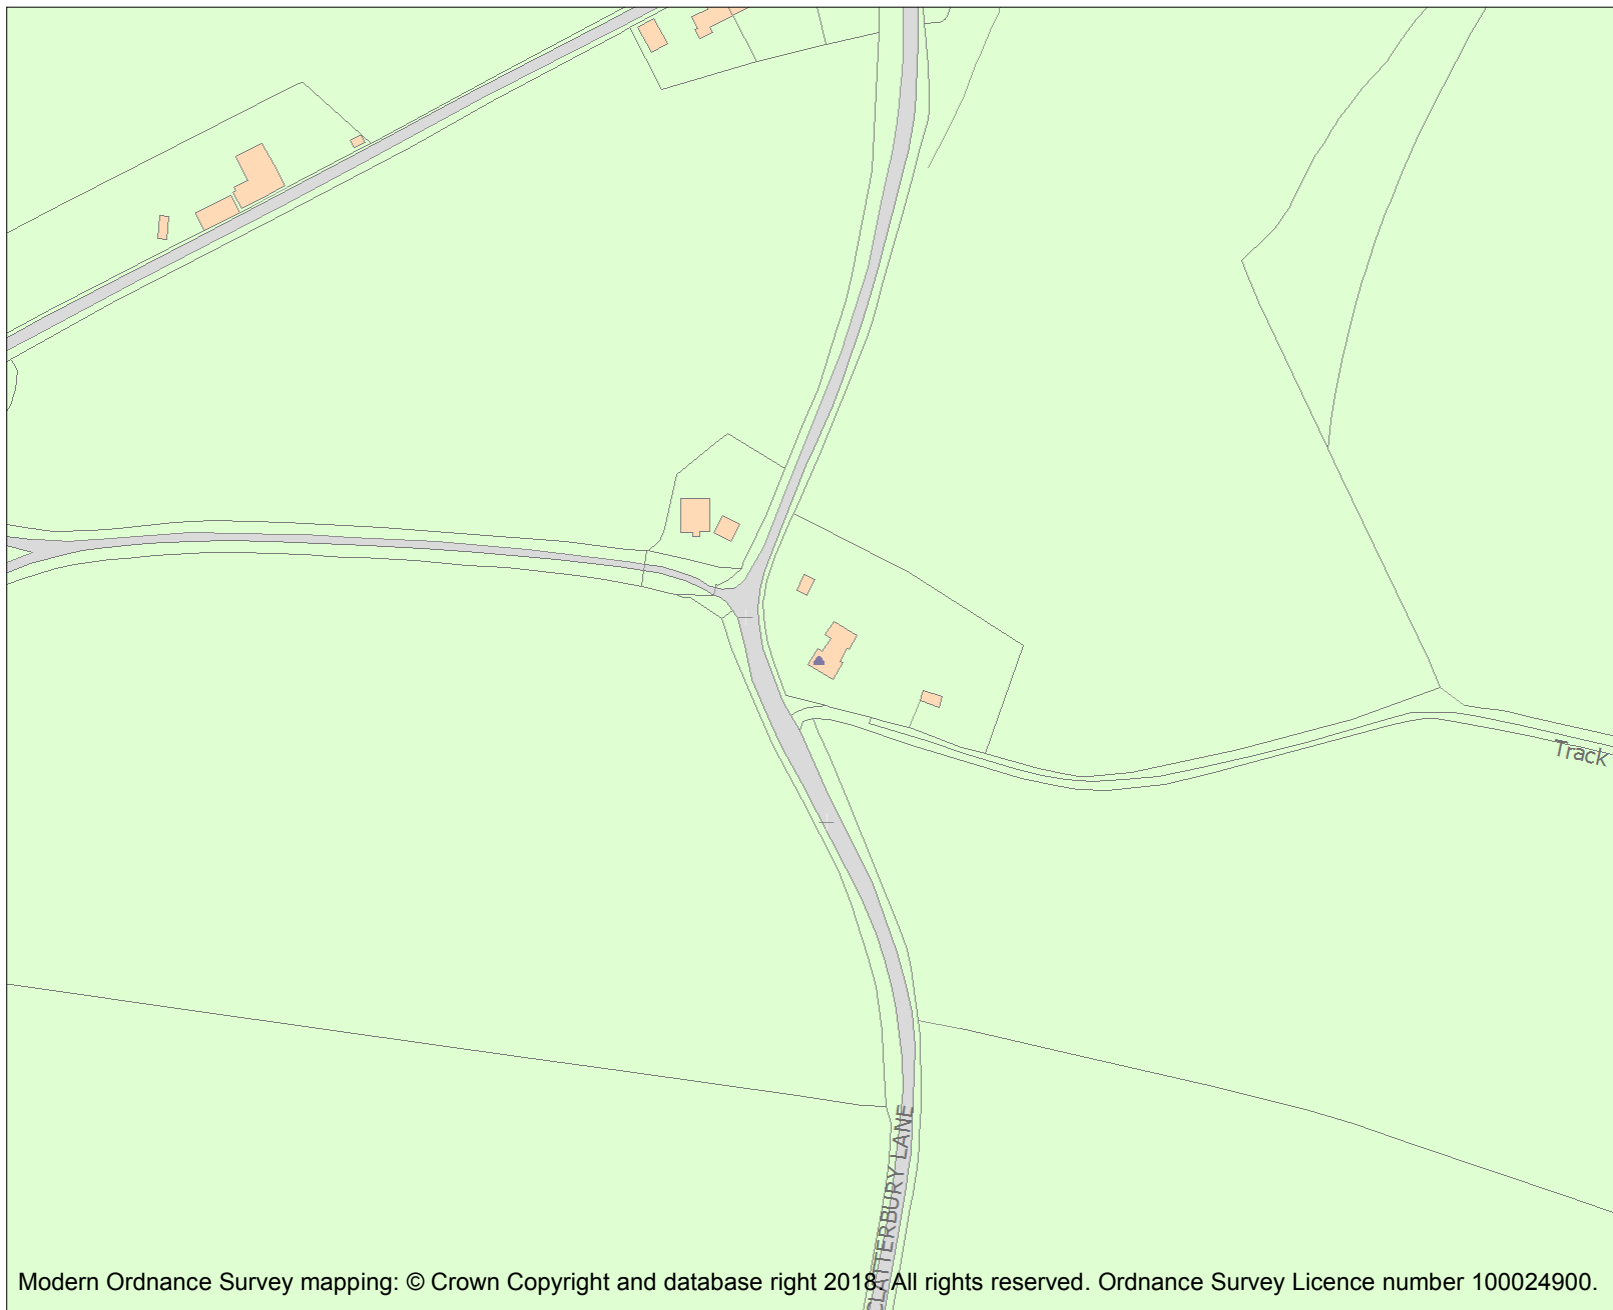 Track
CLATTERBURY LANE
Modern Ordnance Survey mapping: © Crown Copyright and database right 2018. All rights reserved. Ordnance Survey Licence number 100024900.